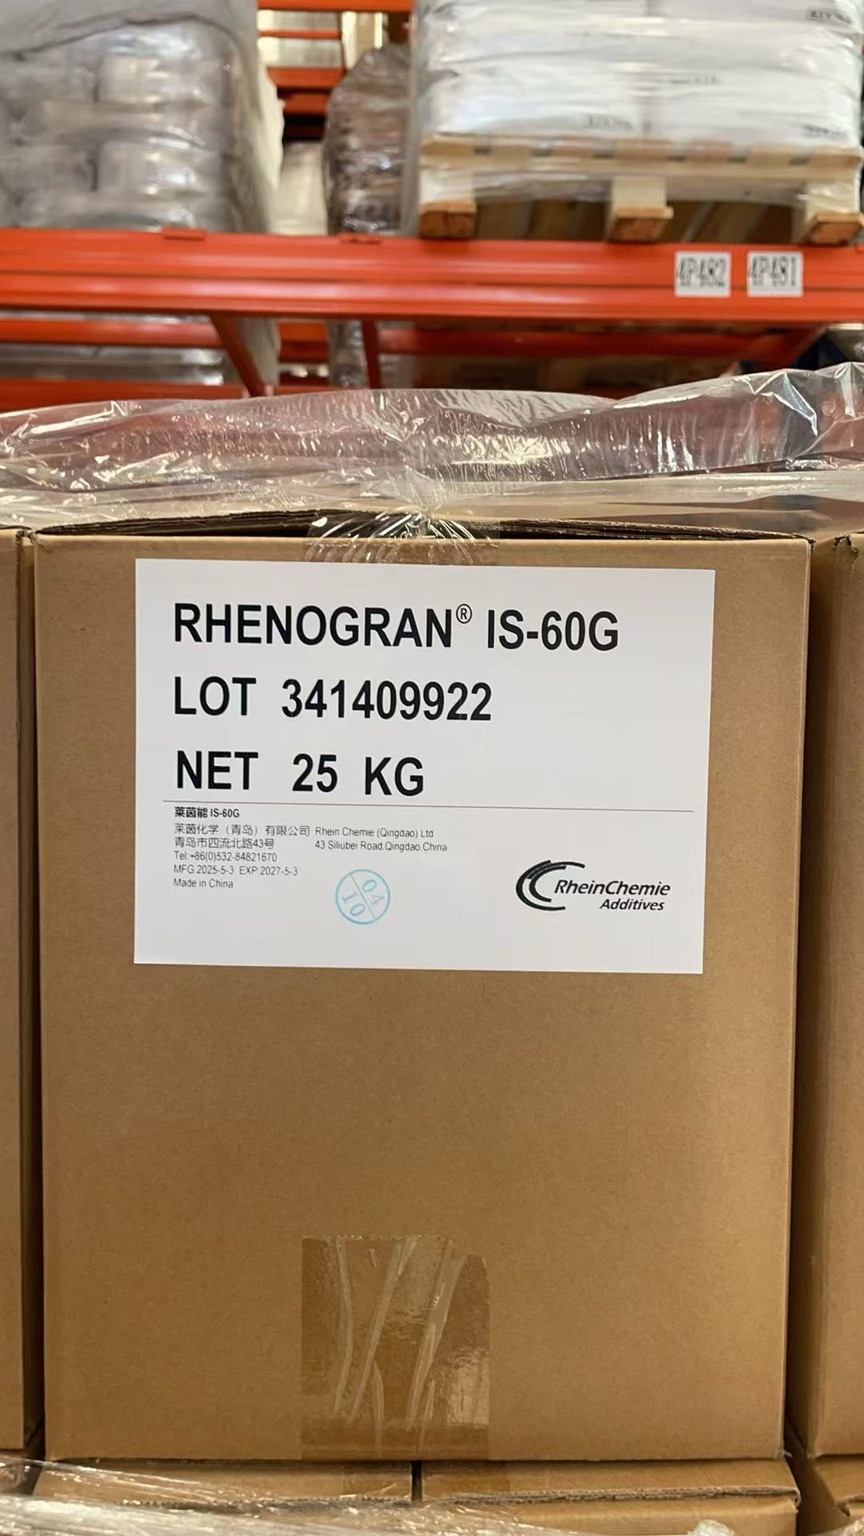 4P482 4P481
RHENOGRAN® IS-60G
LOT 341409922
NET 25 KG
莱茵能 IS-60G
莱茵化学（青岛）有限公司 Rhein Chemie (Qingdao) Ltd
青岛市四流北路43号 43 Siliubei Road.Qingdao.China
Tel:+86(0)532-84821670
MFG:2025-5-3 EXP:2027-5-3
Made in China
04
10
RheinChemie
Additives